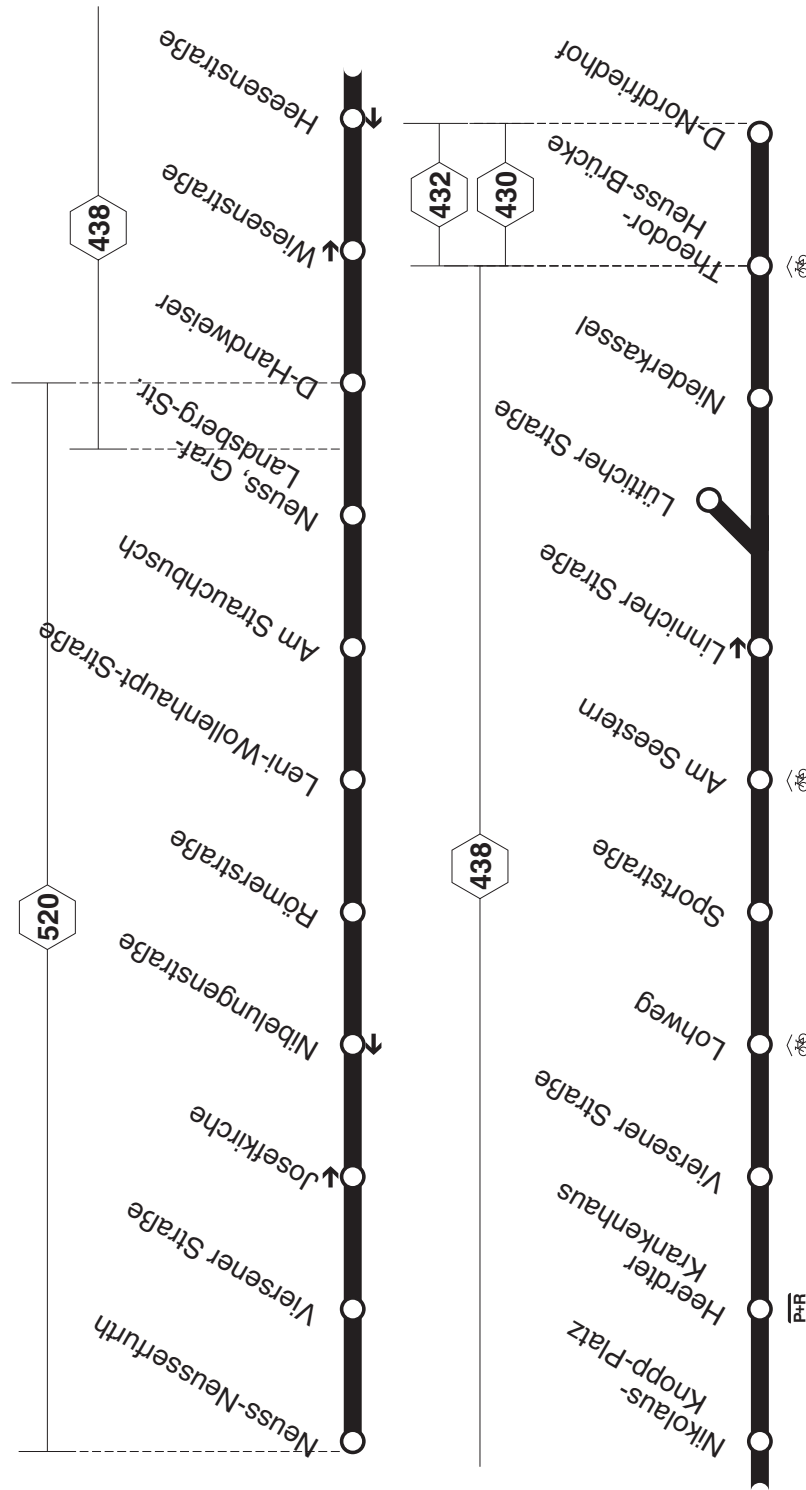 520
438
Neuss-Neusserfurth
Viersener Straße
Josefkirche
Nibelungenstraße
Römerstraße
Leni-Wollenhaupt-Straße
Am Strauchbusch
Neuss, Graf-
Landsberg-Str.
D-Handweiser
Wiesenstraße
Heesenstraße
438
432
430
Nikolaus-
Knopp-Platz
Heerdter
Krankenhaus
Viersener Straße
Lohweg
Sportstraße
Am Seestern
Linnicher Straße
Lütticher Straße
Niederkassel
Theodor-
Heuss-Brücke
D-Nordfriedhof
P+R